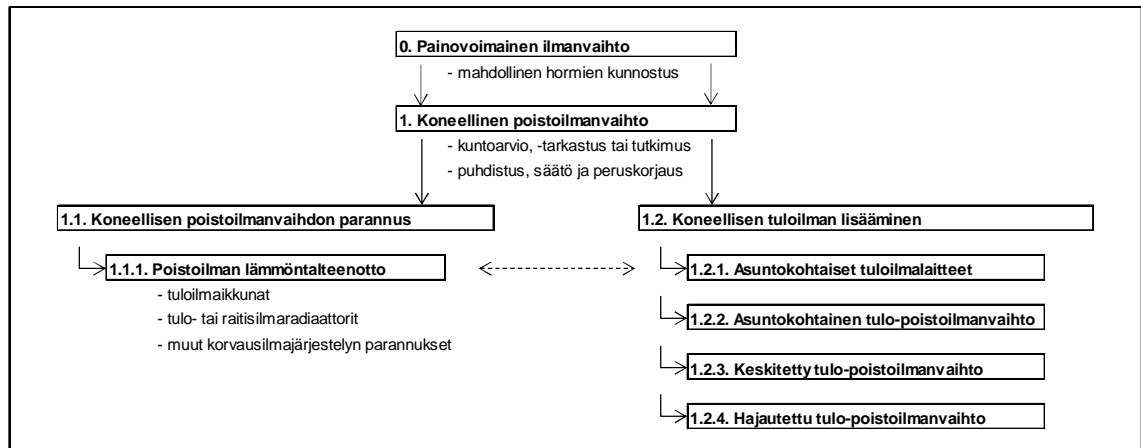 0. Painovoimainen ilmanvaihto
- mahdollinen hormien kunnostus
1. Koneellinen poistoilmanvaihto
- kuntoarvio, -tarkastus tai tutkimus
- puhdistus, säätö ja peruskorjaus
1.1. Koneellisen poistoilmanvaihdon parannus
1.1.1. Poistoilman lämmöntalteenotto
- tuloilmaikkunat
- tulo- tai raitisilmaradiaattorit
- muut korvausilmajärjestelyn parannukset
1.2. Koneellisen tuloilman lisääminen
1.2.1. Asuntokohtaiset tuloilmalaitteet
1.2.2. Asuntokohtainen tulo-poistoilmanvaihto
1.2.3. Keskitetty tulo-poistoilmanvaihto
1.2.4. Hajautettu tulo-poistoilmanvaihto